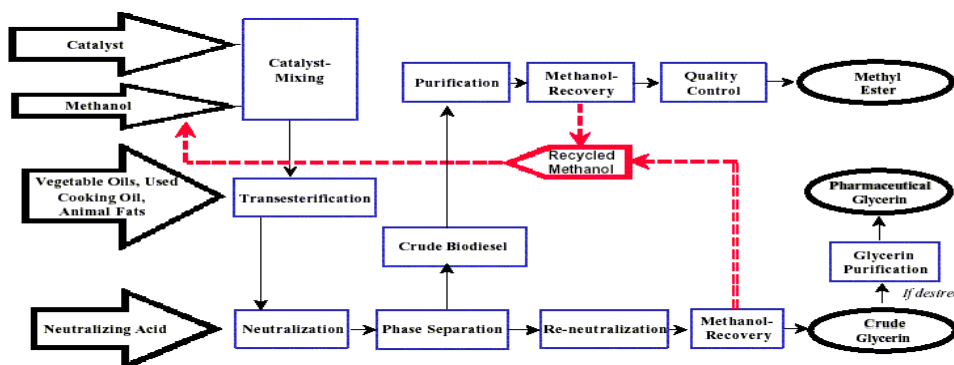 Catalyst
Catalyst-
Mixing
Methanol
Purification
Methanol-
Recovery
Quality
Control
Methyl
Ester
Recycled
Methanol
Vegetable Oils, Used
Cooking Oil,
Animal Fats
Transesterification
Pharmaceutical
Glycerin
Crude Biodiesel
Glycerin
Purification
If desired
Neutralizing Acid
Neutralization
Phase Separation
Re-neutralization
Methanol-
Recovery
Crude
Glycerin